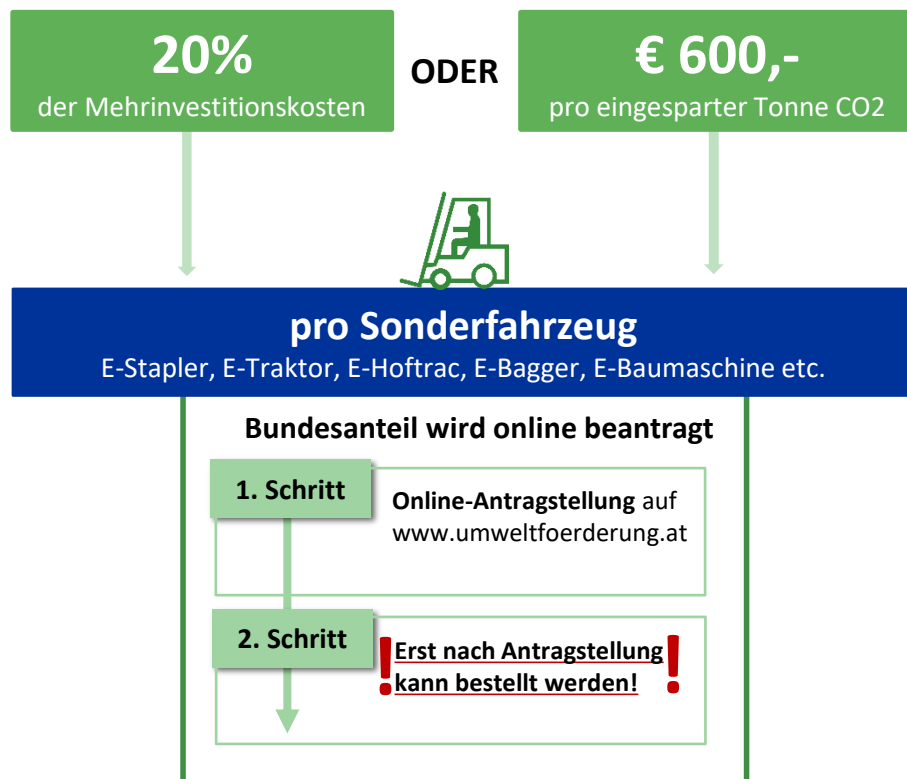 20%
der Mehrinvestitionskosten
ODER
€ 600,-
pro eingesparter Tonne CO2
pro Sonderfahrzeug
E-Stapler, E-Traktor, E-Hoftrac, E-Bagger, E-Baumaschine etc.
Bundesanteil wird online beantragt
1. Schritt
Online-Antragstellung auf
www.umweltfoerderung.at
2. Schritt
! Erst nach Antragstellung !
kann bestellt werden!